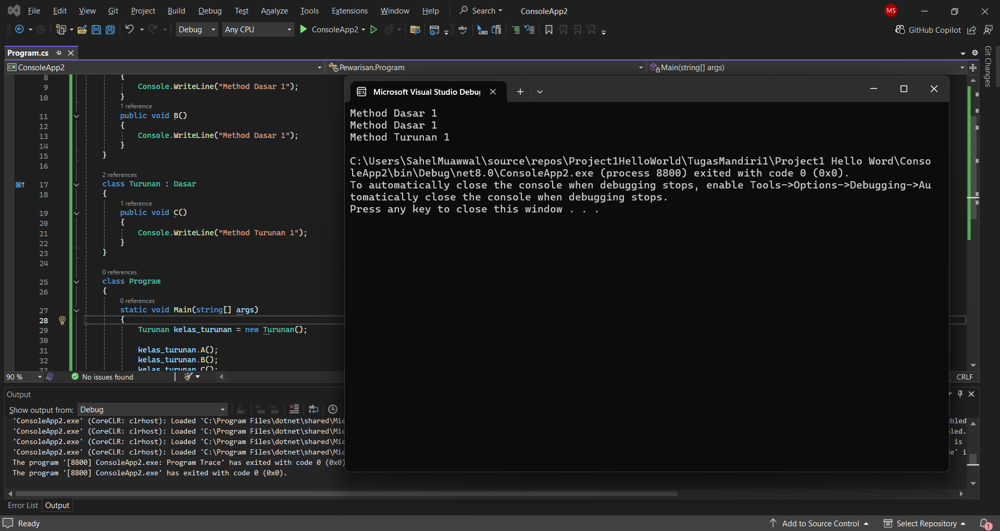 File Edit View Git Project Build Debug Test Analyze Tools Extensions Window Help Search ConsoleApp2 MS
Debug Any CPU ConsoleApp2 GitHub Copilot
Program.cs
ConsoleApp2 Pewarisan.Program Main(string[] args)
Git Changes
8 {
9 Console.WriteLine("Method Dasar 1");
10 }
1 reference
11 public void B()
12 {
13 Console.WriteLine("Method Dasar 1");
14 }
15 }
16
2 references
17 class Turunan : Dasar
18 {
1 reference
19 public void C()
20 {
21 Console.WriteLine("Method Turunan 1");
22 }
23 }
24
0 references
25 class Program
26 {
0 references
27 static void Main(string[] args)
28 {
29 Turunan kelas_turunan = new Turunan();
30
31 kelas_turunan.A();
32 kelas_turunan.B();
33 kelas_turunan.C();
Microsoft Visual Studio Debu
Method Dasar 1
Method Dasar 1
Method Turunan 1
C:\Users\SahelMuawwal\source\repos\Project1HelloWorld\TugasMandiri1\Project1 Hello Word\Conso
leApp2\bin\Debug\net8.0\ConsoleApp2.exe (process 8800) exited with code 0 (0x0).
To automatically close the console when debugging stops, enable Tools->Options->Debugging->Au
tomatically close the console when debugging stops.
Press any key to close this window . . .
90 % No issues found CRLF
Output
Show output from: Debug
'ConsoleApp2.exe' (CoreCLR: clrhost): Loaded 'C:\Program Files\dotnet\shared\Mic bled
'ConsoleApp2.exe' (CoreCLR: clrhost): Loaded 'C:\Program Files\dotnet\shared\Mic led.
'ConsoleApp2.exe' (CoreCLR: clrhost): Loaded 'C:\Program Files\dotnet\shared\Mic is
'ConsoleApp2.exe' (CoreCLR: clrhost): Loaded 'C:\Program Files\dotnet\shared\Mic e' i
The program '[8800] ConsoleApp2.exe: Program Trace' has exited with code 0 (0x0)
The program '[8800] ConsoleApp2.exe' has exited with code 0 (0x0).
Error List Output
Ready Add to Source Control Select Repository 1